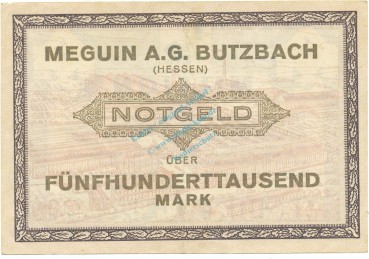 MEGUIN A.G. BUTZBACH
(HESSEN)
NOTGELD
ÜBER
FÜNFHUNDERTTAUSEND
MARK